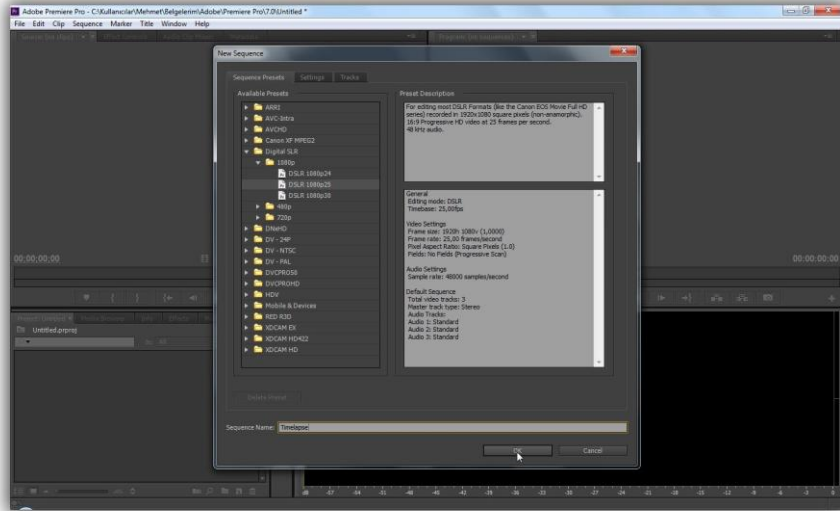 Adobe Premiere Pro - C:\Kullanıcılar\Mehmet\Belgelerim\Adobe\Premiere Pro\7.0\Untitled *
File Edit Clip Sequence Marker Title Window Help
New Sequence
Sequence Presets Settings Tracks
Available Presets
ARRI
AVC-Intra
AVCHD
Canon XF MPEG2
Digital SLR
1080p
DSLR 1080p24
DSLR 1080p25
DSLR 1080p30
480p
720p
DNxHD
DV - 24P
DV - NTSC
DV - PAL
DVCPRO50
DVCPROHD
HDV
Mobile & Devices
RED R3D
XDCAM EX
XDCAM HD422
XDCAM HD
Delete Preset
Preset Description
For editing most DSLR Formats (like the Canon EOS Movie Full HD
series) recorded in 1920x1080 square pixels (non-anamorphic).
16:9 Progressive HD video at 25 frames per second.
48 kHz audio.
General
Editing mode: DSLR
Timebase: 25,00fps
Video Settings
Frame size: 1920h 1080v (1,0000)
Frame rate: 25,00 frames/second
Pixel Aspect Ratio: Square Pixels (1.0)
Fields: No Fields (Progressive Scan)
Audio Settings
Sample rate: 48000 samples/second
Default Sequence
Total video tracks: 3
Master track type: Stereo
Audio Tracks:
Audio 1: Standard
Audio 2: Standard
Audio 3: Standard
Sequence Name: Timelapse
OK Cancel
00;00;00;00
00:00:00:00
Untitled.prproj